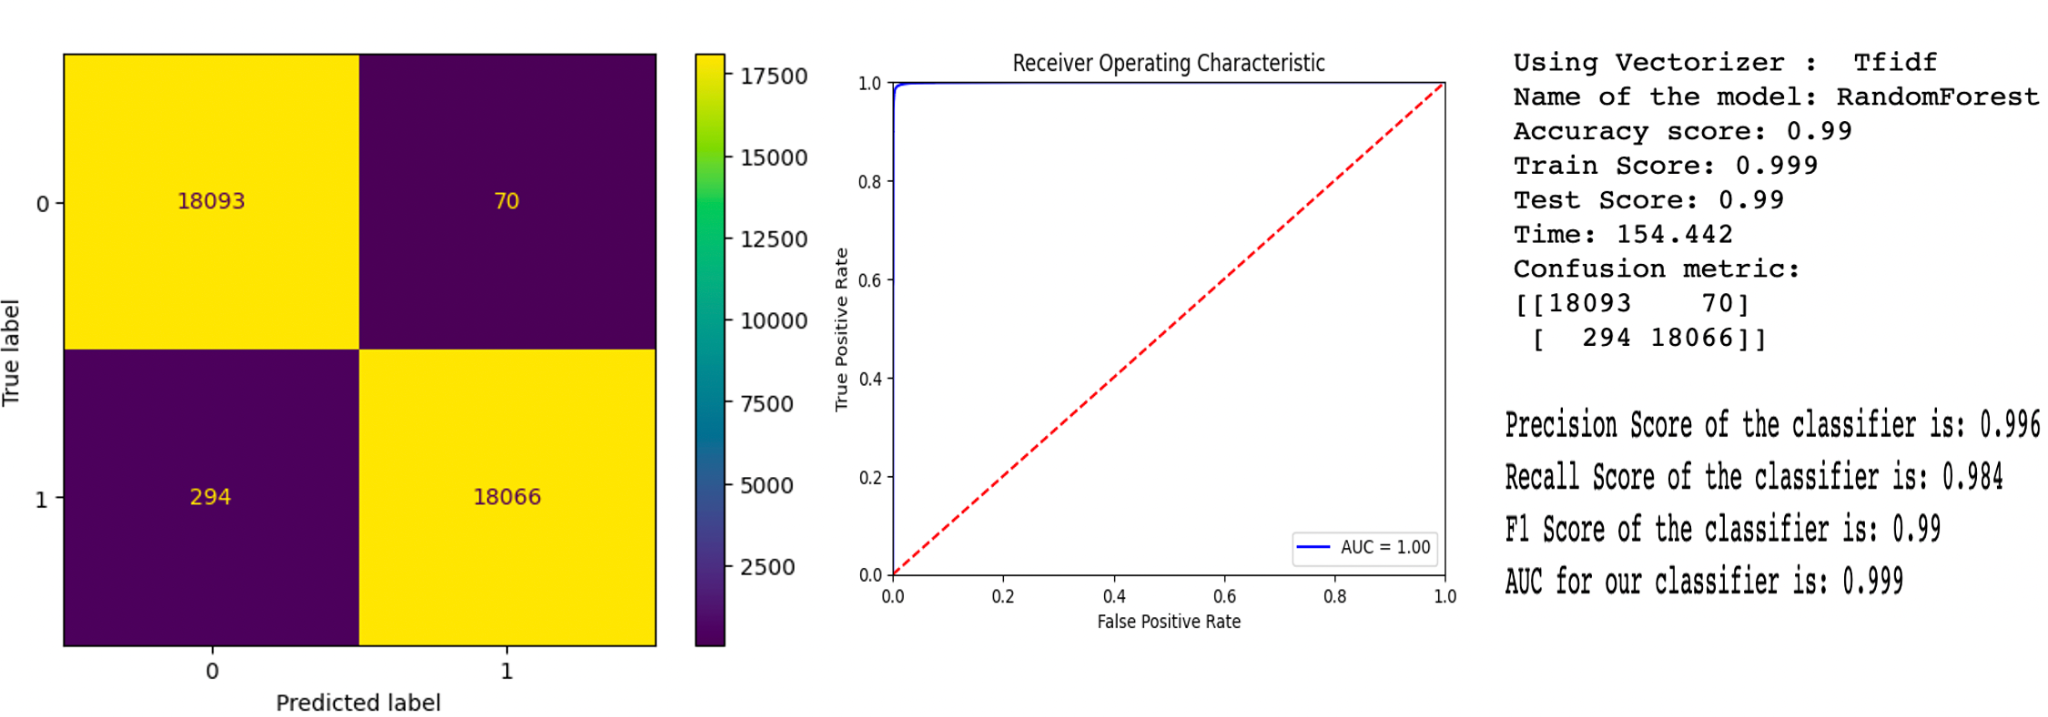 True label
0
1
18093
70
294
18066
0
1
Predicted label
17500
15000
12500
10000
7500
5000
2500
Receiver Operating Characteristic
True Positive Rate
1.0
0.8
0.6
0.4
0.2
0.0
AUC = 1.00
0.0
0.2
0.4
0.6
0.8
1.0
False Positive Rate
Using Vectorizer :  Tfidf
Name of the model: RandomForest
Accuracy score: 0.99
Train Score: 0.999
Test Score: 0.99
Time: 154.442
Confusion metric:
[[18093    70]
 [  294 18066]]
Precision Score of the classifier is: 0.996
Recall Score of the classifier is: 0.984
F1 Score of the classifier is: 0.99
AUC for our classifier is: 0.999